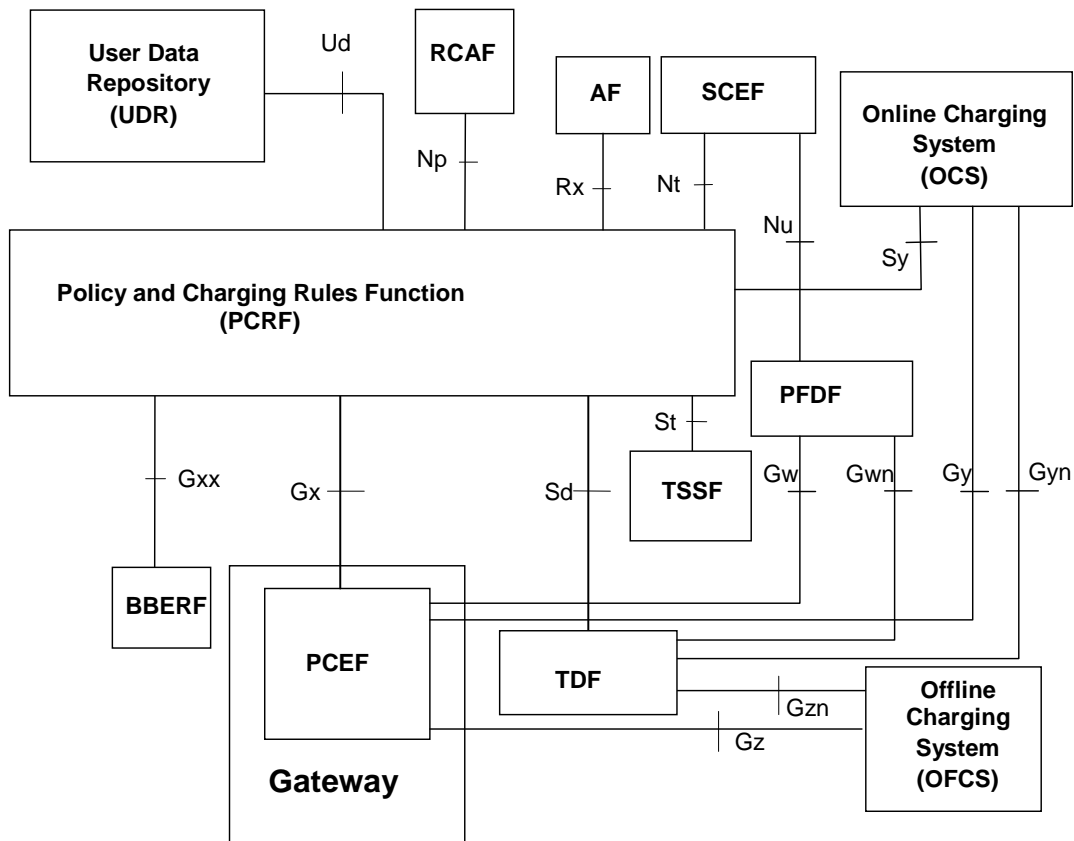 User Data
Repository
(UDR)
Ud
RCAF
AF
SCEF
Online Charging
System
(OCS)
Np
Rx
Nt
Nu
Sy
Policy and Charging Rules Function
(PCRF)
PFDF
St
Gxx
Gx
Sd
TSSF
Gw
Gwn
Gy
Gyn
BBERF
PCEF
TDF
Offline
Charging
System
(OFCS)
Gzn
Gz
Gateway